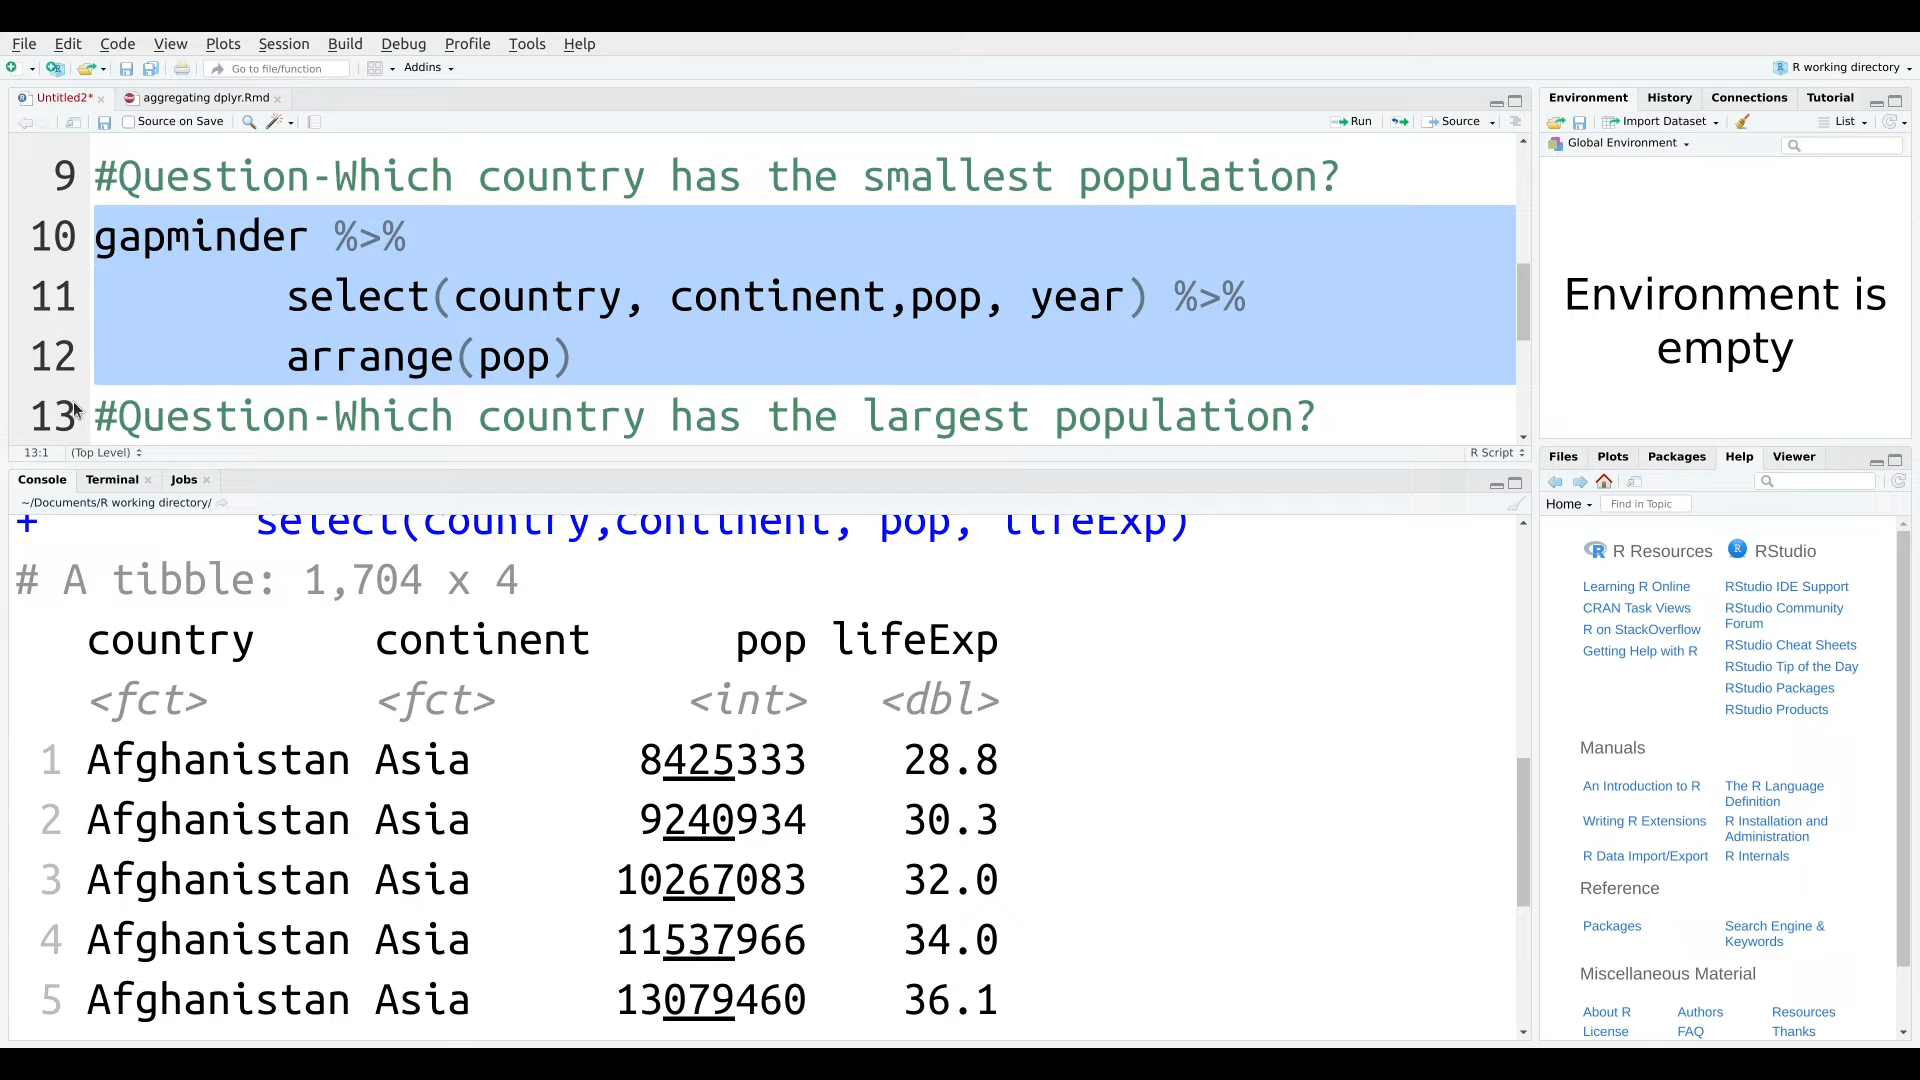 File Edit Code View Plots Session Build Debug Profile Tools Help
Go to file/function Addins R working directory
Untitled2* aggregating dplyr.Rmd
Source on Save Run Source
9 #Question-Which country has the smallest population?
10 gapminder %>%
11 select(country, continent,pop, year) %>%
12 arrange(pop)
13 #Question-Which country has the largest population?
13:1 (Top Level) R Script
Console Terminal Jobs
~/Documents/R working directory/
+ select(country,continent, pop, lifeExp)
# A tibble: 1,704 x 4
country continent pop lifeExp
<fct> <fct> <int> <dbl>
1 Afghanistan Asia 8425333 28.8
2 Afghanistan Asia 9240934 30.3
3 Afghanistan Asia 10267083 32.0
4 Afghanistan Asia 11537966 34.0
5 Afghanistan Asia 13079460 36.1
Environment History Connections Tutorial
Import Dataset List
Global Environment
Environment is
empty
Files Plots Packages Help Viewer
Home Find in Topic
R Resources
Learning R Online
CRAN Task Views
R on StackOverflow
Getting Help with R
RStudio
RStudio IDE Support
RStudio Community
Forum
RStudio Cheat Sheets
RStudio Tip of the Day
RStudio Packages
RStudio Products
Manuals
An Introduction to R
Writing R Extensions
R Data Import/Export
The R Language
Definition
R Installation and
Administration
R Internals
Reference
Packages
Search Engine &
Keywords
Miscellaneous Material
About R Authors Resources
License FAQ Thanks